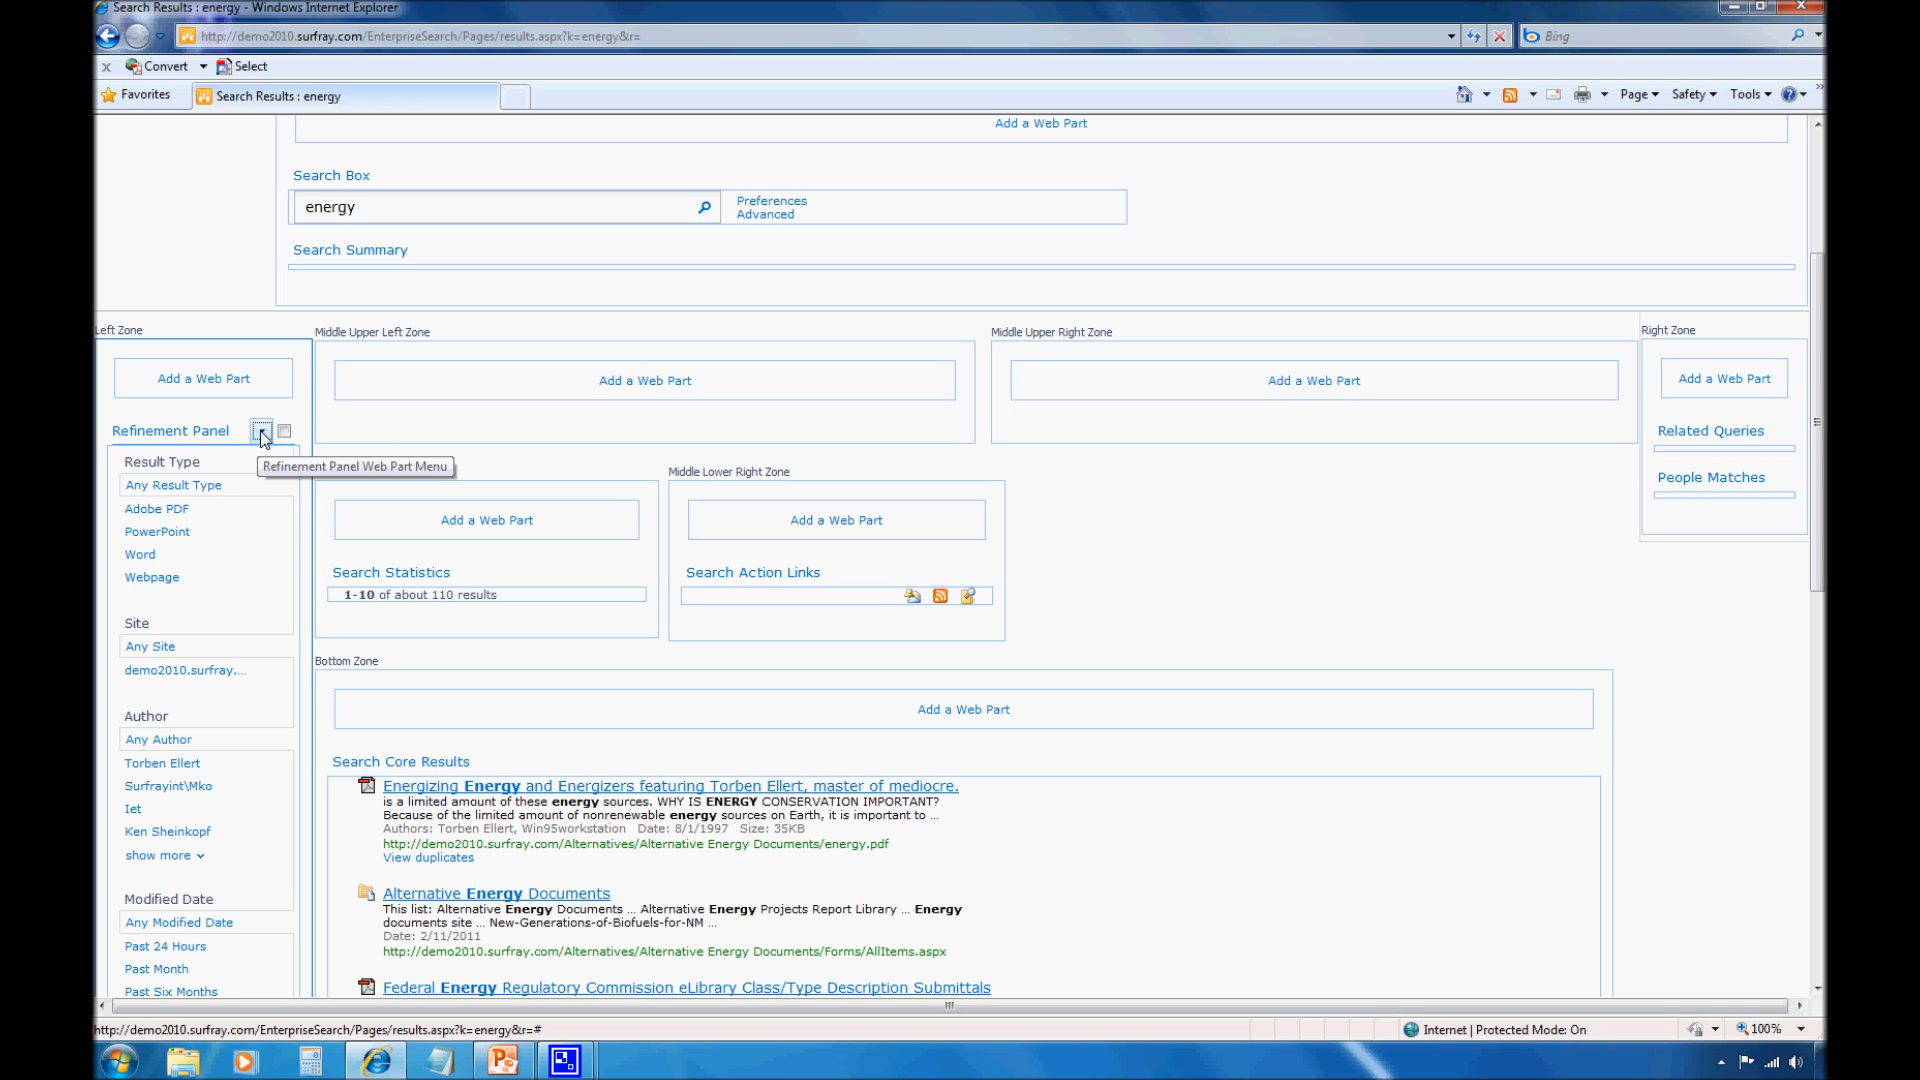 Search Results : energy - Windows Internet Explorer
http://demo2010.surfray.com/EnterpriseSearch/Pages/results.aspx?k=energy&r=
Bing
x Convert Select
Favorites
Search Results : energy
Page Safety Tools
Add a Web Part
Search Box
energy
Preferences
Advanced
Search Summary
Left Zone
Middle Upper Left Zone
Middle Upper Right Zone
Right Zone
Add a Web Part
Add a Web Part
Add a Web Part
Add a Web Part
Refinement Panel
Related Queries
Refinement Panel Web Part Menu
People Matches
Result Type
Any Result Type
Adobe PDF
PowerPoint
Word
Webpage
Middle Lower Right Zone
Add a Web Part
Add a Web Part
Search Statistics
Search Action Links
1-10 of about 110 results
Site
Any Site
demo2010.surfray....
Bottom Zone
Add a Web Part
Author
Any Author
Torben Ellert
Surfrayint\Mko
Iet
Ken Sheinkopf
show more
Modified Date
Any Modified Date
Past 24 Hours
Past Month
Past Six Months
Search Core Results
Energizing Energy and Energizers featuring Torben Ellert, master of mediocre.
is a limited amount of these energy sources. WHY IS ENERGY CONSERVATION IMPORTANT?
Because of the limited amount of nonrenewable energy sources on Earth, it is important to ...
Authors: Torben Ellert, Win95workstation Date: 8/1/1997 Size: 35KB
http://demo2010.surfray.com/Alternatives/Alternative Energy Documents/energy.pdf
View duplicates
Alternative Energy Documents
This list: Alternative Energy Documents ... Alternative Energy Projects Report Library ... Energy
documents site ... New-Generations-of-Biofuels-for-NM ...
Date: 2/11/2011
http://demo2010.surfray.com/Alternatives/Alternative Energy Documents/Forms/AllItems.aspx
Federal Energy Regulatory Commission eLibrary Class/Type Description Submittals
http://demo2010.surfray.com/EnterpriseSearch/Pages/results.aspx?k=energy&r=#
Internet | Protected Mode: On
100%